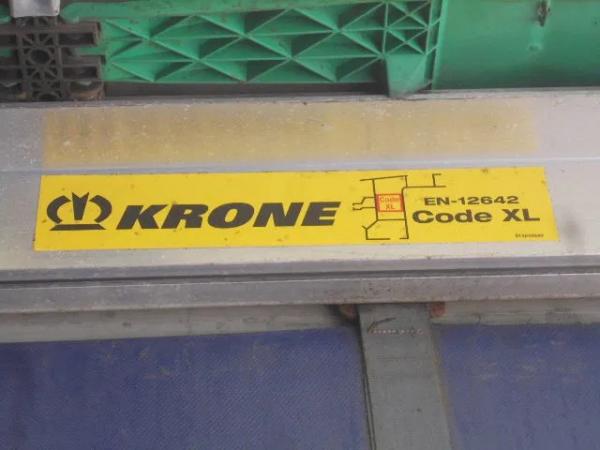 KRONE
Code
XL
EN-12642
Code XL